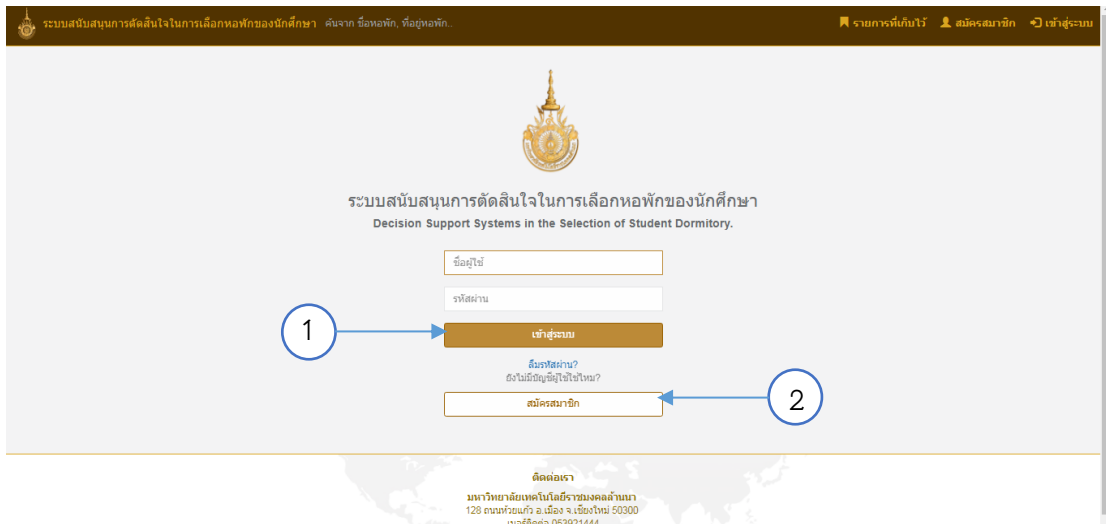 ระบบสนับสนุนการตัดสินใจในการเลือกหอพักของนักศึกษา ค้นจาก ชื่อหอพัก, ที่อยู่หอพัก.. รายการที่เก็บไว้ สมัครสมาชิก เข้าสู่ระบบ
ระบบสนับสนุนการตัดสินใจในการเลือกหอพักของนักศึกษา
Decision Support Systems in the Selection of Student Dormitory.
ชื่อผู้ใช้
รหัสผ่าน
1
เข้าสู่ระบบ
ลืมรหัสผ่าน?
ยังไม่มีบัญชีผู้ใช้ใช่ไหม?
สมัครสมาชิก
2
ติดต่อเรา
มหาวิทยาลัยเทคโนโลยีราชมงคลล้านนา
128 ถนนห้วยแก้ว อ.เมือง จ.เชียงใหม่ 50300
เบอร์ติดต่อ 053921444